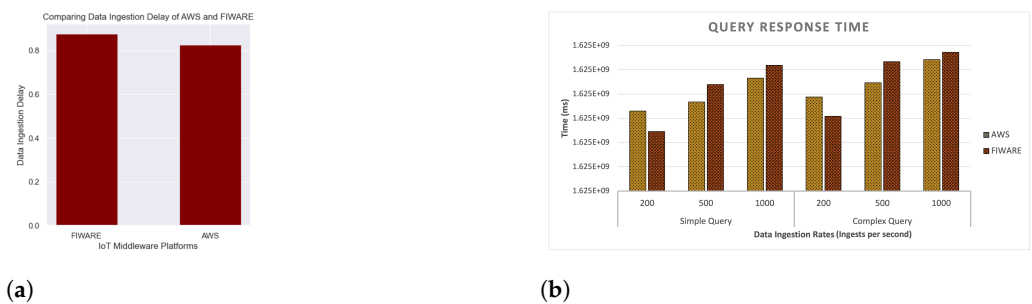 Comparing Data Ingestion Delay of AWS and FIWARE
0.8
0.6
0.4
0.2
0.0
Data Ingestion Delay
FIWARE AWS
IoT Middleware Platforms
(a)
QUERY RESPONSE TIME
1.625E+09
1.625E+09
1.625E+09
1.625E+09
1.625E+09
1.625E+09
1.625E+09
Time (ms)
200 500 1000 200 500 1000
Simple Query Complex Query
Data Ingestion Rates (Ingests per second)
AWS
FIWARE
(b)